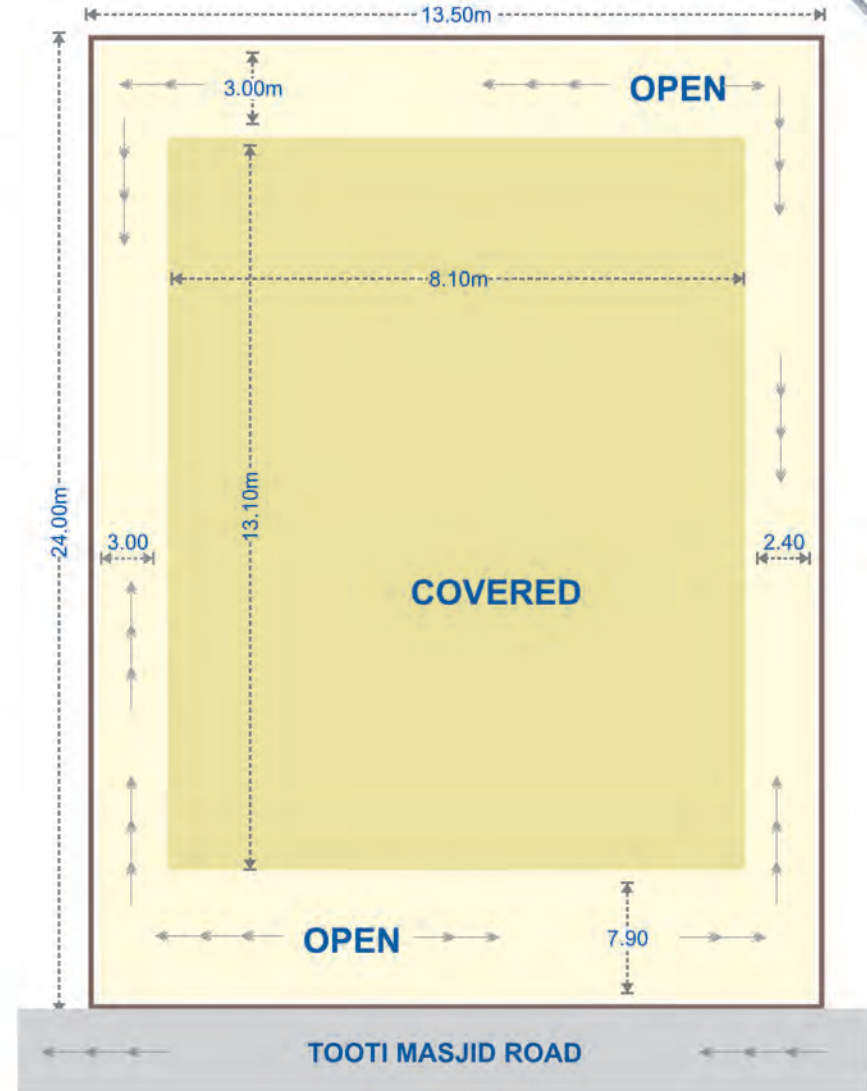 13.50m
3.00m
OPEN
8.10m
24.00m
13.10m
3.00
2.40
COVERED
OPEN
7.90
TOOTI MASJID ROAD